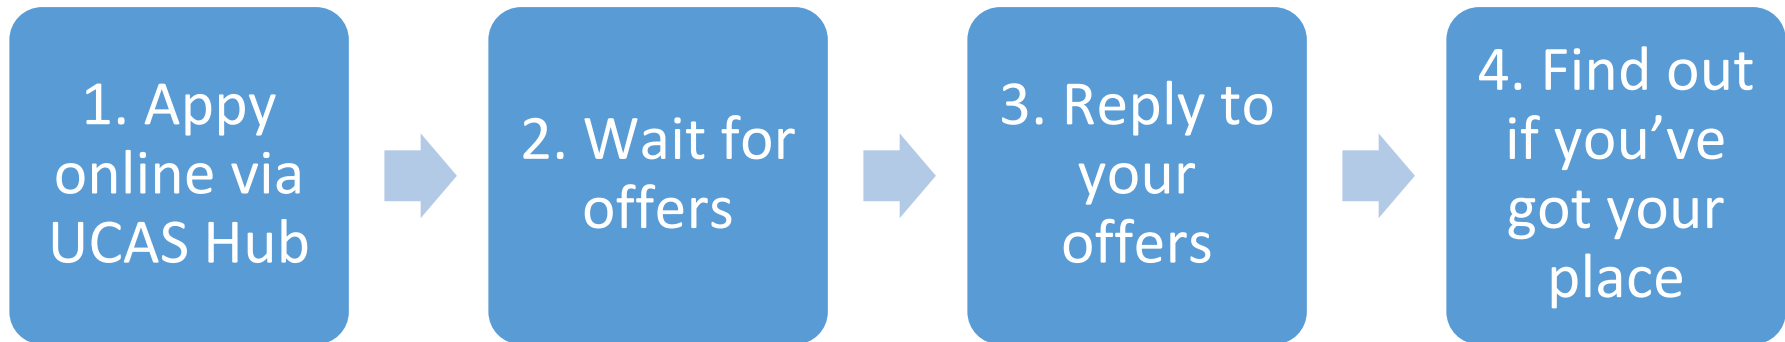 1. Appy
online via
UCAS Hub
2. Wait for
offers
3. Reply to
your
offers
4. Find out
if you’ve
got your
place